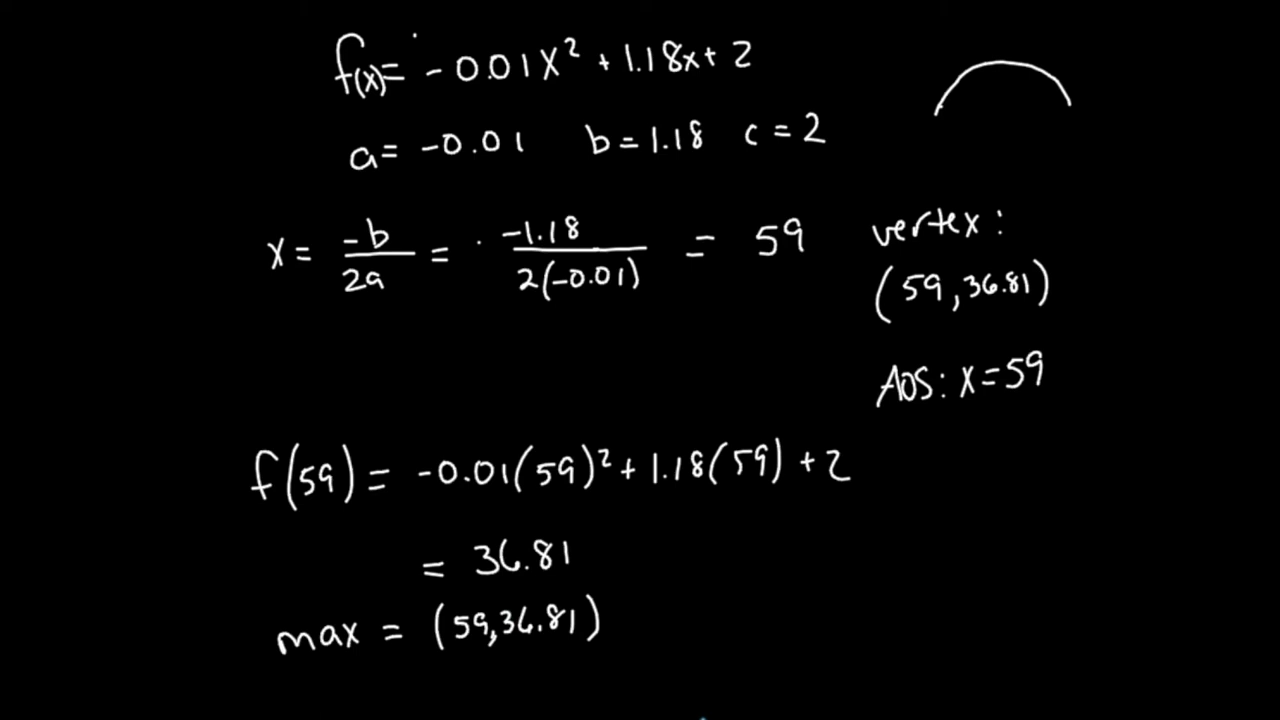 f(x)= -0.01x² + 1.18x + 2
a= -0.01 b=1.18 c=2
x = -b/2a = -1.18/2(-0.01) = 59
vertex:
(59,36.81)
AOS: x=59
f(59) = -0.01(59)² + 1.18(59) +2
= 36.81
max = (59,36.81)